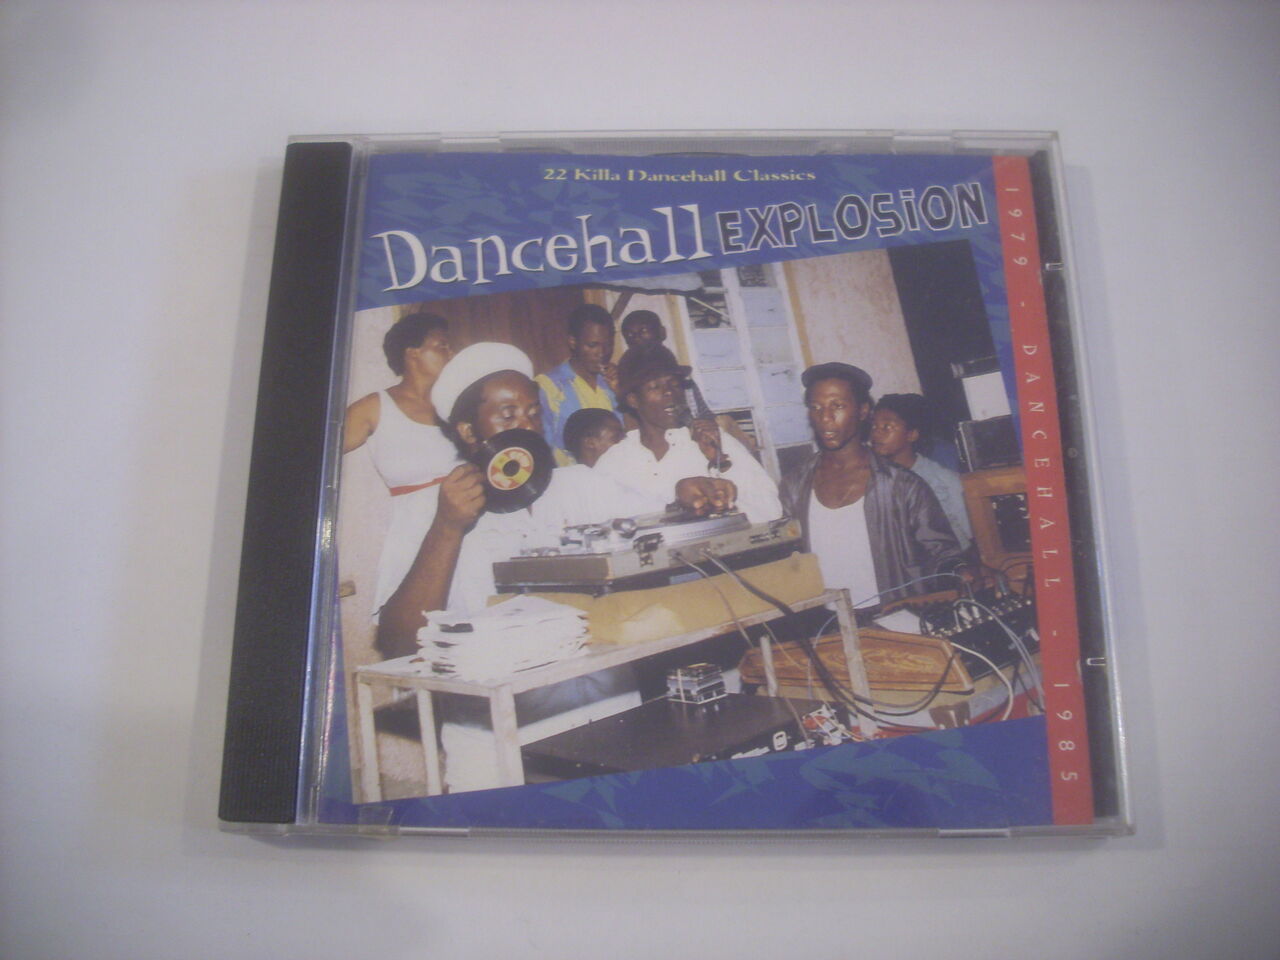 22 Killa Dancehall Classics
Dancehall EXPLOSiON
1979 - DANCEHALL - 1985